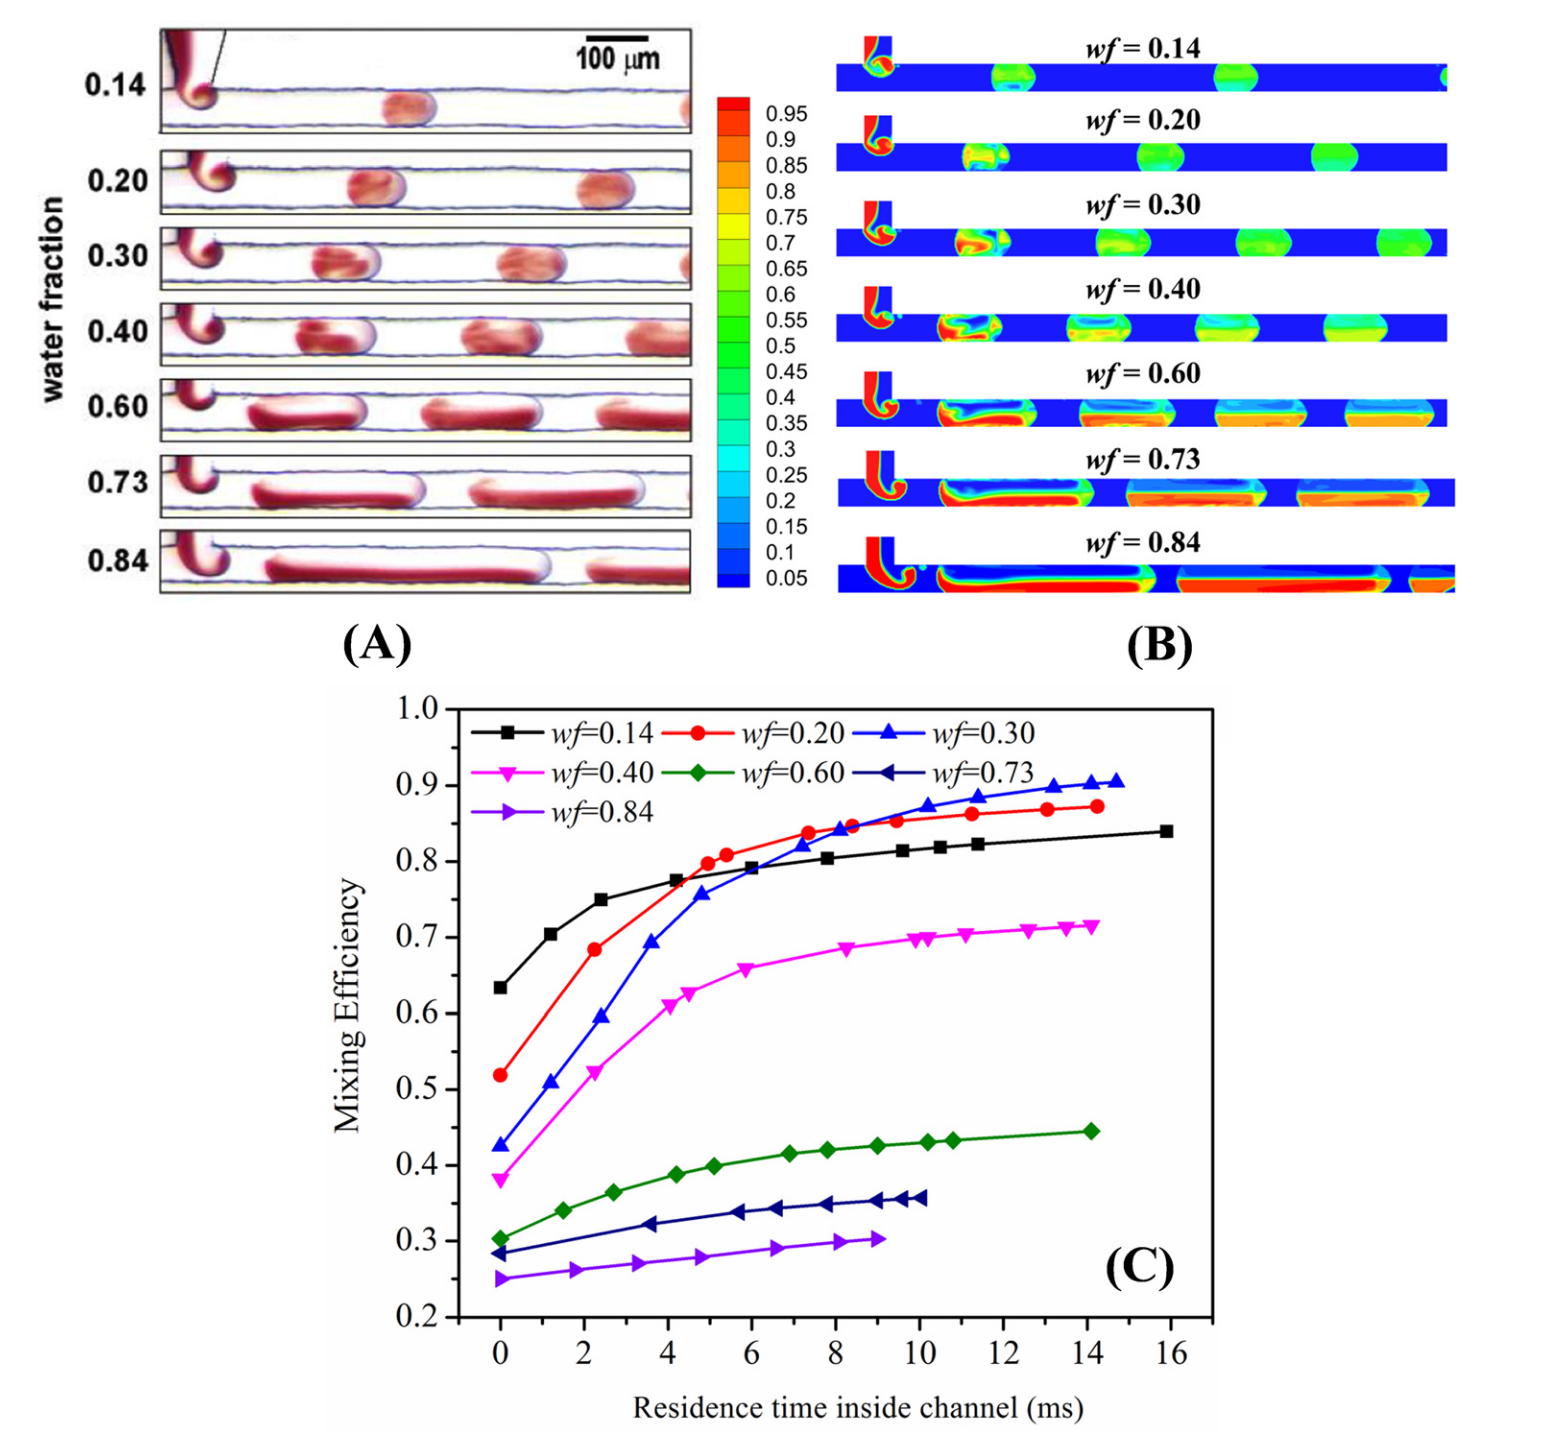 100 μm
water fraction
0.14
0.20
0.30
0.40
0.60
0.73
0.84
(A)
0.95
0.9
0.85
0.8
0.75
0.7
0.65
0.6
0.55
0.5
0.45
0.4
0.35
0.3
0.25
0.2
0.15
0.1
0.05
wf = 0.14
wf = 0.20
wf = 0.30
wf = 0.40
wf = 0.60
wf = 0.73
wf = 0.84
(B)
Mixing Efficiency
1.0
0.9
0.8
0.7
0.6
0.5
0.4
0.3
0.2
wf=0.14 wf=0.20 wf=0.30
wf=0.40 wf=0.60 wf=0.73
wf=0.84
(C)
0 2 4 6 8 10 12 14 16
Residence time inside channel (ms)